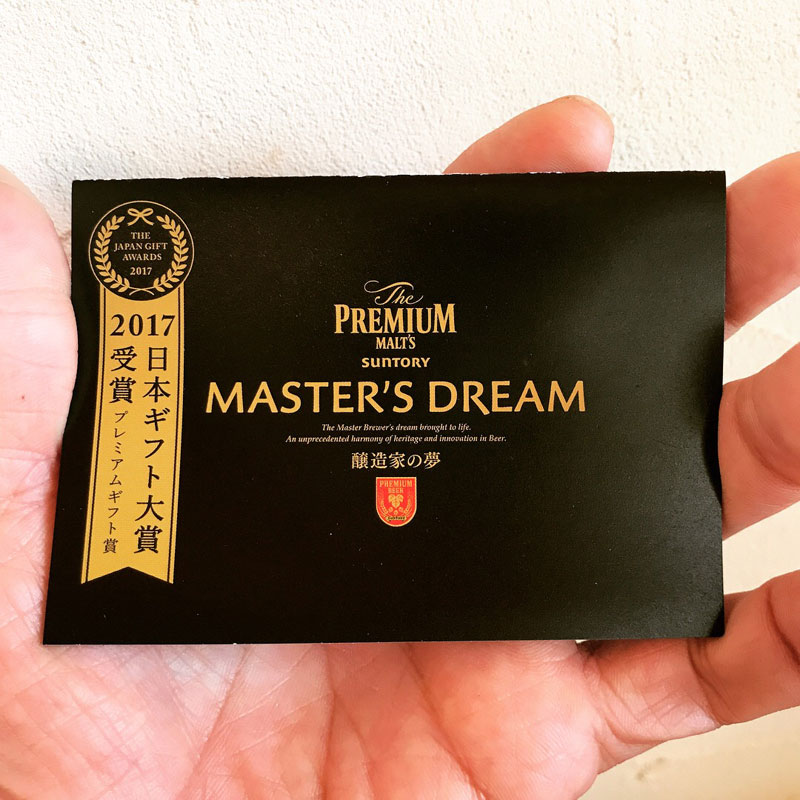 THE
JAPAN GIFT
AWARDS
2017
2017
日本ギフト大賞
受賞 プレミアムギフト賞
The
PREMIUM
MALT'S
SUNTORY
MASTER'S DREAM
The Master Brewer's dream brought to life.
An unprecedented harmony of heritage and innovation in Beer.
醸造家の夢
PREMIUM
BEER